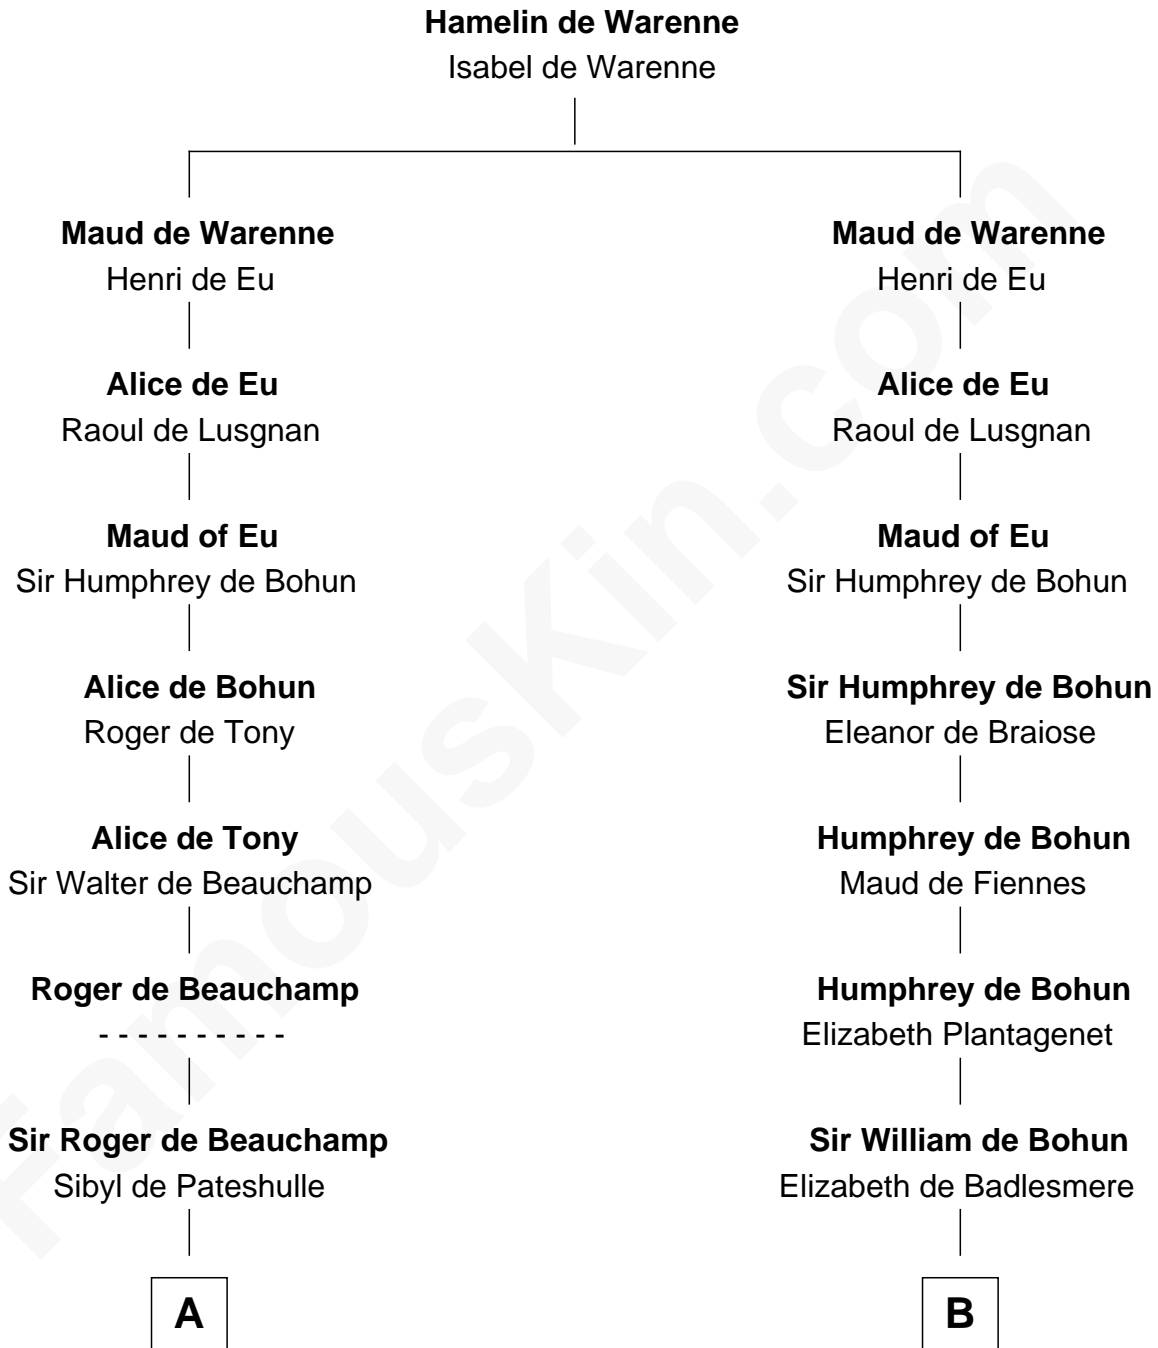 Hamelin de Warenne
Isabel de Warenne
Maud de Warenne
Henri de Eu
Alice de Eu
Raoul de Lusgnan
Maud of Eu
Sir Humphrey de Bohun
Alice de Bohun
Roger de Tony
Alice de Tony
Sir Walter de Beauchamp
Roger de Beauchamp
- - - - - - - - - -
Sir Roger de Beauchamp
Sibyl de Pateshulle
A
Maud de Warenne
Henri de Eu
Alice de Eu
Raoul de Lusgnan
Maud of Eu
Sir Humphrey de Bohun
Sir Humphrey de Bohun
Eleanor de Braiose
Humphrey de Bohun
Maud de Fiennes
Humphrey de Bohun
Elizabeth Plantagenet
Sir William de Bohun
Elizabeth de Badlesmere
B
FamousKin.com